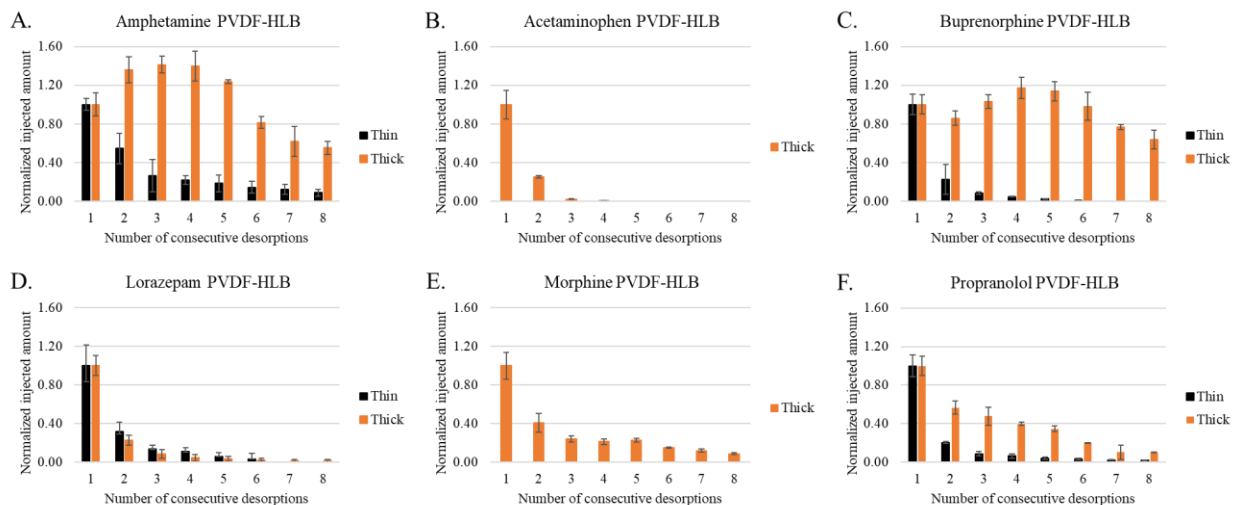 A. Amphetamine PVDF-HLB
Normalized injected amount
1.60
1.20
0.80
0.40
0.00
1 2 3 4 5 6 7 8
Number of consecutive desorptions
Thin
Thick
B. Acetaminophen PVDF-HLB
Normalized injected amount
1.60
1.20
0.80
0.40
0.00
1 2 3 4 5 6 7 8
Number of consecutive desorptions
Thick
C. Buprenorphine PVDF-HLB
Normalized injected amount
1.60
1.20
0.80
0.40
0.00
1 2 3 4 5 6 7 8
Number of consecutive desorptions
Thin
Thick
D. Lorazepam PVDF-HLB
Normalized injected amount
1.60
1.20
0.80
0.40
0.00
1 2 3 4 5 6 7 8
Number of consecutive desorptions
Thin
Thick
E. Morphine PVDF-HLB
Normalized injected amount
1.60
1.20
0.80
0.40
0.00
1 2 3 4 5 6 7 8
Number of consecutive desorptions
Thick
F. Propranolol PVDF-HLB
Normalized injected amount
1.60
1.20
0.80
0.40
0.00
1 2 3 4 5 6 7 8
Number of consecutive desorptions
Thin
Thick